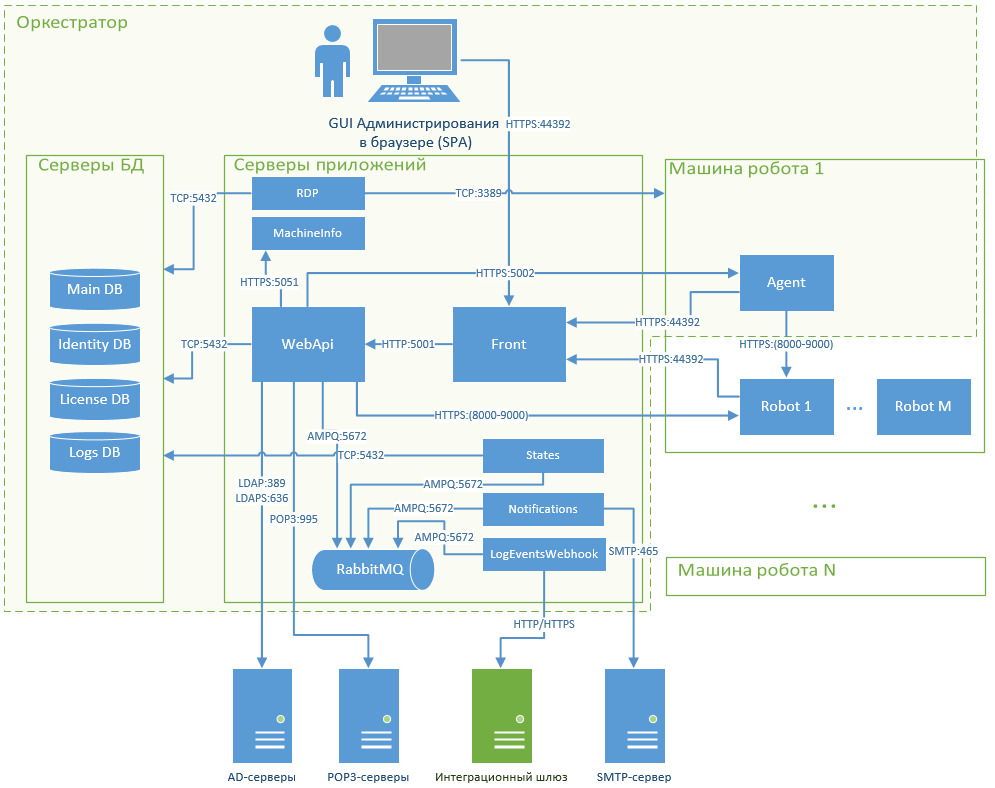 Оркестратор
GUI Администрирования
в браузере (SPA)
HTTPS:44392
Серверы БД
Серверы приложений
Машина робота 1
TCP:5432
RDP
TCP:3389
MachineInfo
HTTPS:5051
HTTPS:5002
Main DB
Agent
HTTPS:44392
Identity DB
TCP:5432
WebApi
HTTP:5001
Front
HTTPS:(8000-9000)
HTTPS:44392
License DB
Robot 1
...
Robot M
HTTPS:(8000-9000)
AMPQ:5672
Logs DB
TCP:5432
States
LDAP:389
LDAPS:636
AMPQ:5672
POP3:995
AMPQ:5672
Notifications
...
AMPQ:5672
LogEventsWebhook
SMTP:465
RabbitMQ
Машина робота N
HTTP/HTTPS
AD-серверы
POP3-серверы
Интеграционный шлюз
SMTP-сервер